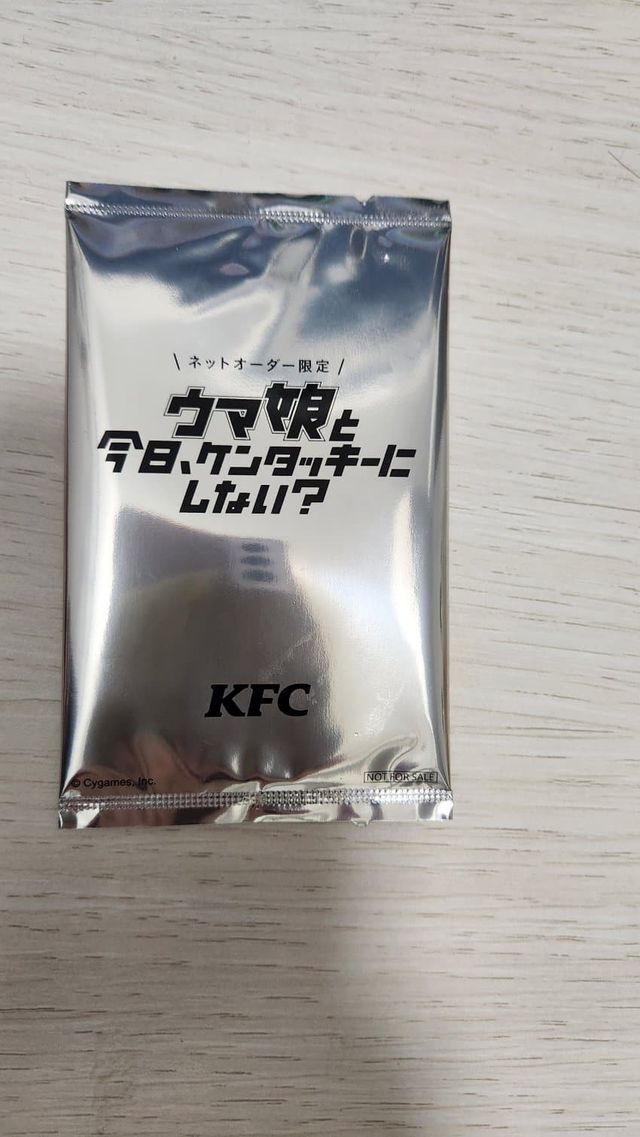 \ ネットオーダー限定 /
ウマ娘と
今日、ケンタッキーに
しない?
KFC
© Cygames, Inc.
NOT FOR SALE